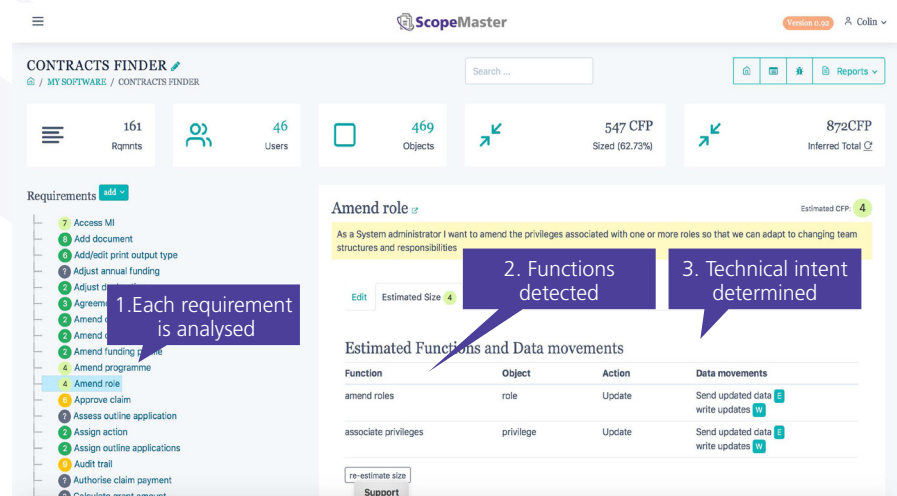 ScopeMaster
Version 0.92
Colin
CONTRACTS FINDER
/ MY SOFTWARE / CONTRACTS FINDER
Search ...
Reports
161
Rqmnts
46
Users
469
Objects
547 CFP
Sized (62.73%)
872CFP
Inferred Total
Requirements add
7 Access MI
8 Add document
6 Add/edit print output type
? Adjust annual funding
2 Adjust
3 Agreeme
2 Amend
2 Amend
2 Amend funding profile
4 Amend programme
4 Amend role
6 Approve claim
? Assess outline application
2 Assign action
2 Assign outline applications
9 Audit trail
? Authorise claim payment
? Calculate grant amount
1.Each requirement
is analysed
Amend role
Estimated CFP: 4
As a System administrator I want to amend the privileges associated with one or more roles so that we can adapt to changing team
structures and responsibilities
2. Functions
detected
3. Technical intent
determined
Edit Estimated Size 4
Estimated Functions and Data movements
Function Object Action Data movements
amend roles role Update Send updated data E
write updates W
associate privileges privilege Update Send updated data E
write updates W
re-estimate size
Support